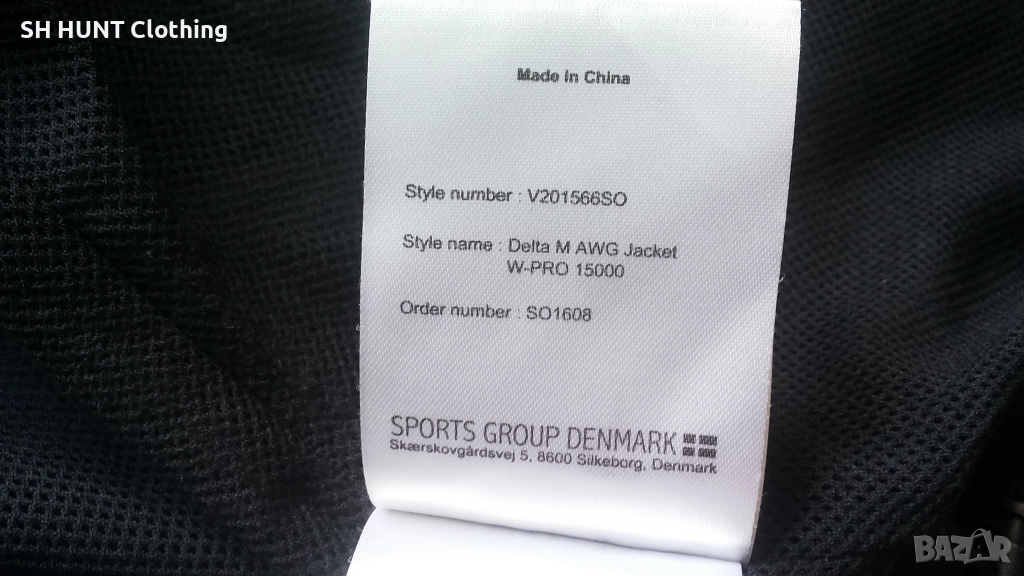 SH HUNT Clothing
Made in China
Style number : V201566SO
Style name : Delta M AWG Jacket
W-PRO 15000
Order number : SO1608
SPORTS GROUP DENMARK
Skærskovgårdsvej 5, 8600 Silkeborg, Denmark
BAZAR